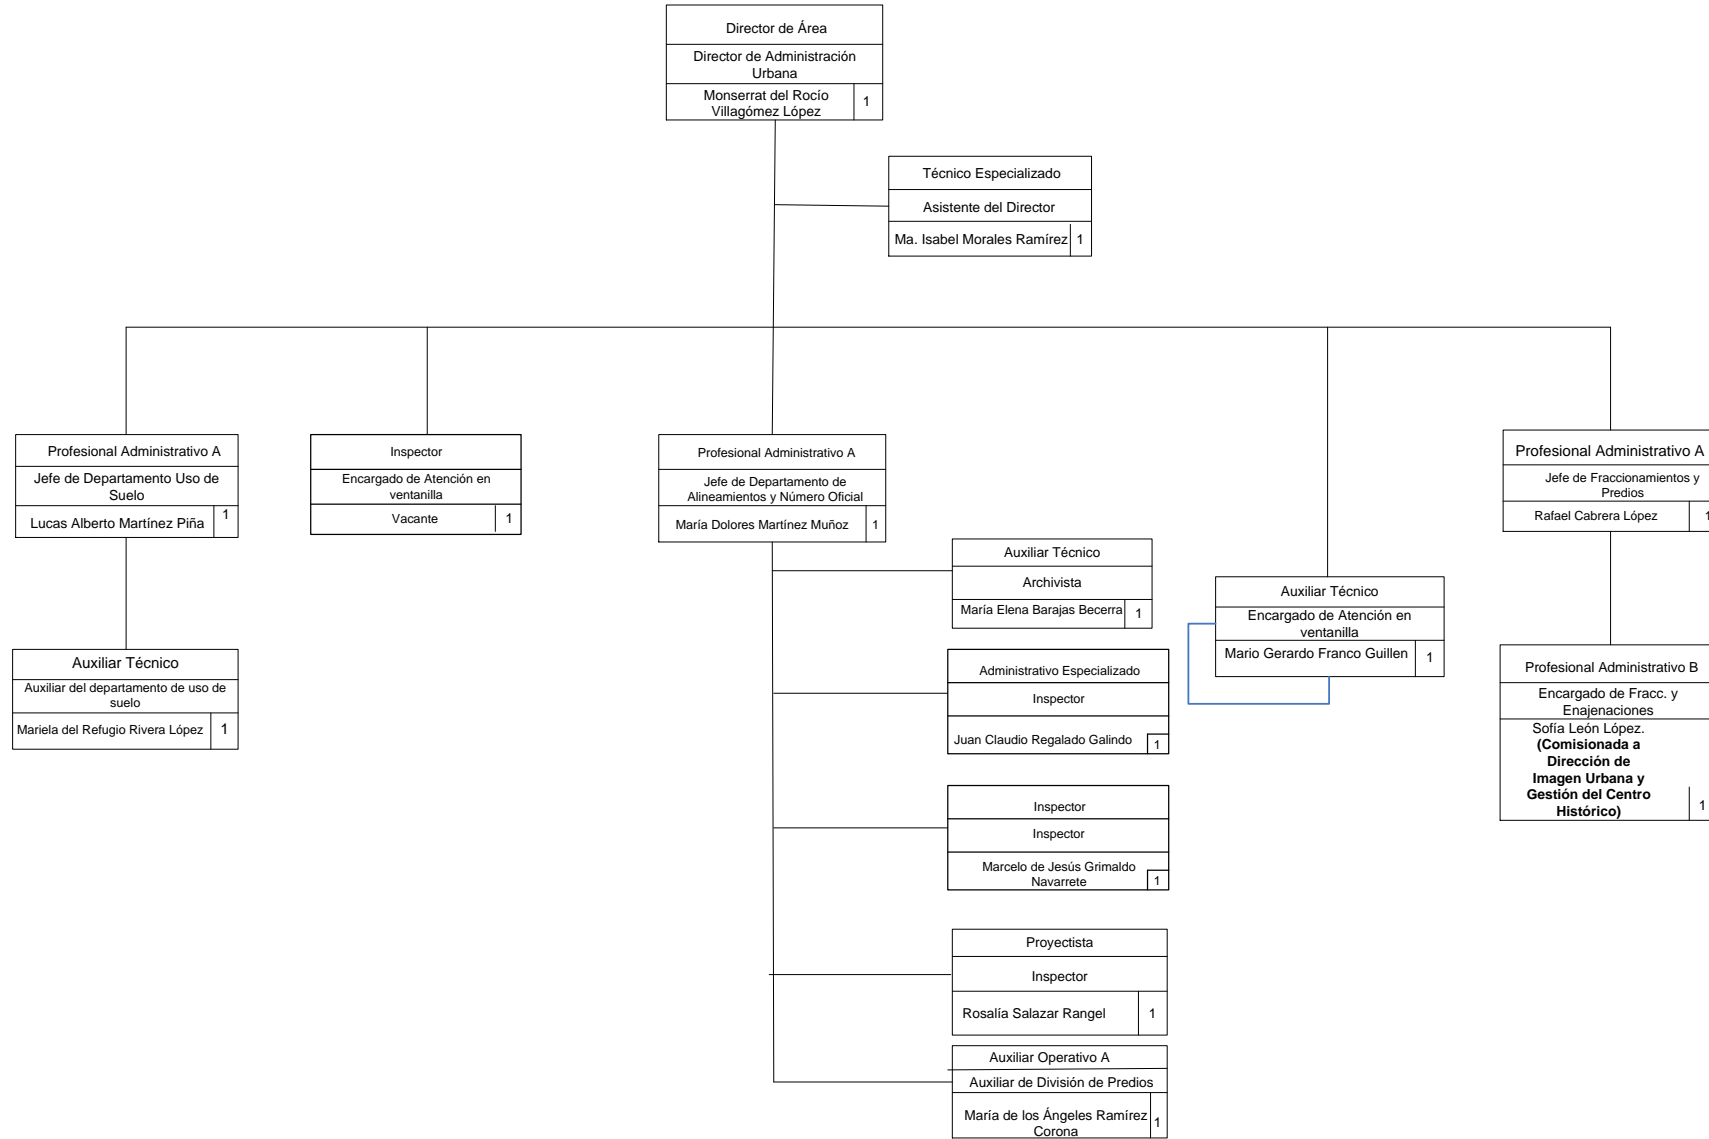 Director de Área
Director de Administración
Urbana
Monserrat del Rocío
Villagómez López
1
Técnico Especializado
Asistente del Director
Ma. Isabel Morales Ramírez
1
Profesional Administrativo A
Jefe de Departamento Uso de
Suelo
Lucas Alberto Martínez Piña
1
Auxiliar Técnico
Auxiliar del departamento de uso de
suelo
Mariela del Refugio Rivera López
1
Inspector
Encargado de Atención en
ventanilla
Vacante
1
Profesional Administrativo A
Jefe de Departamento de
Alineamientos y Número Oficial
María Dolores Martínez Muñoz
1
Auxiliar Técnico
Archivista
María Elena Barajas Becerra
1
Administrativo Especializado
Inspector
Juan Claudio Regalado Galindo
1
Inspector
Inspector
Marcelo de Jesús Grimaldo
Navarrete
1
Proyectista
Inspector
Rosalía Salazar Rangel
1
Auxiliar Operativo A
Auxiliar de División de Predios
María de los Ángeles Ramírez
Corona
1
Auxiliar Técnico
Encargado de Atención en
ventanilla
Mario Gerardo Franco Guillen
1
Profesional Administrativo A
Jefe de Fraccionamientos y
Predios
Rafael Cabrera López
1
Profesional Administrativo B
Encargado de Fracc. y
Enajenaciones
Sofía León López.
(Comisionada a
Dirección de
Imagen Urbana y
Gestión del Centro
Histórico)
1